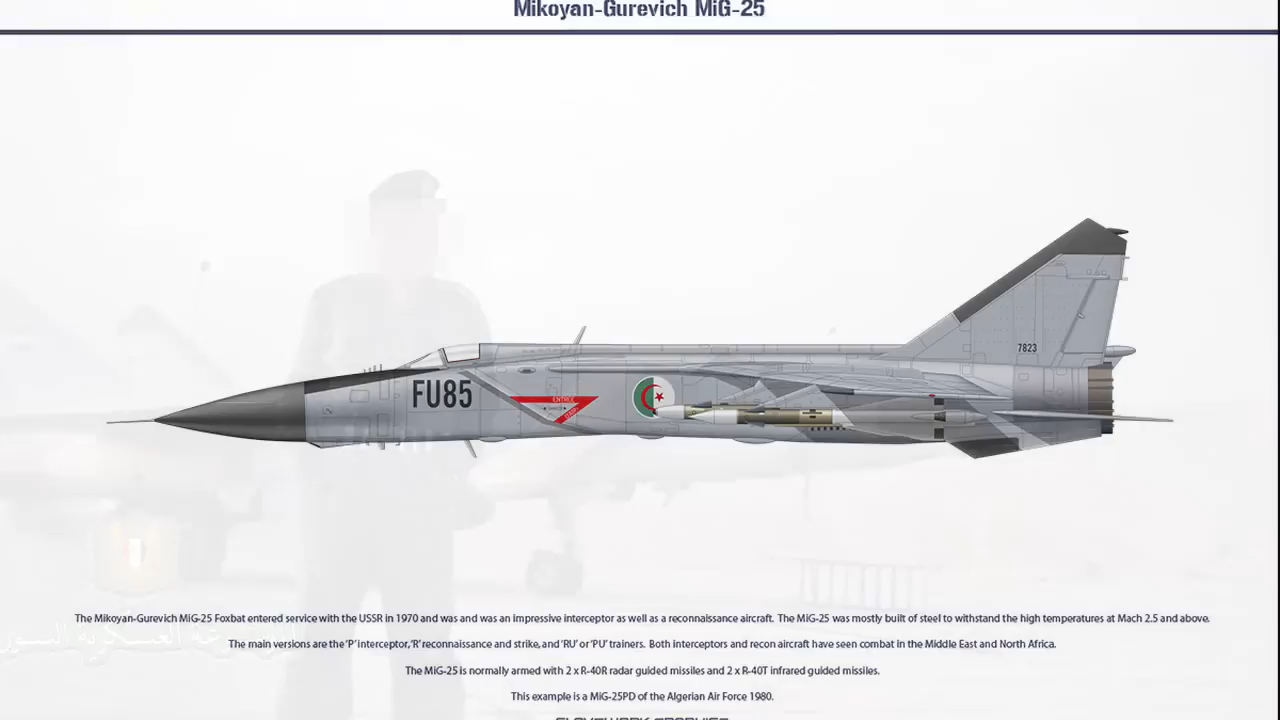 Mikoyan-Gurevich MiG-25
7823
FU85
ENTREE
The Mikoyan-Gurevich MiG-25 Foxbat entered service with the USSR in 1970 and was and was an impressive interceptor as well as a reconnaissance aircraft. The MiG-25 was mostly built of steel to withstand the high temperatures at Mach 2.5 and above.
The main versions are the 'P' interceptor, 'R' reconnaissance and strike, and 'RU' or 'PU' trainers. Both interceptors and recon aircraft have seen combat in the Middle East and North Africa.
The MiG-25 is normally armed with 2 x R-40R radar guided missiles and 2 x R-40T infrared guided missiles.
This example is a MiG-25PD of the Algerian Air Force 1980.